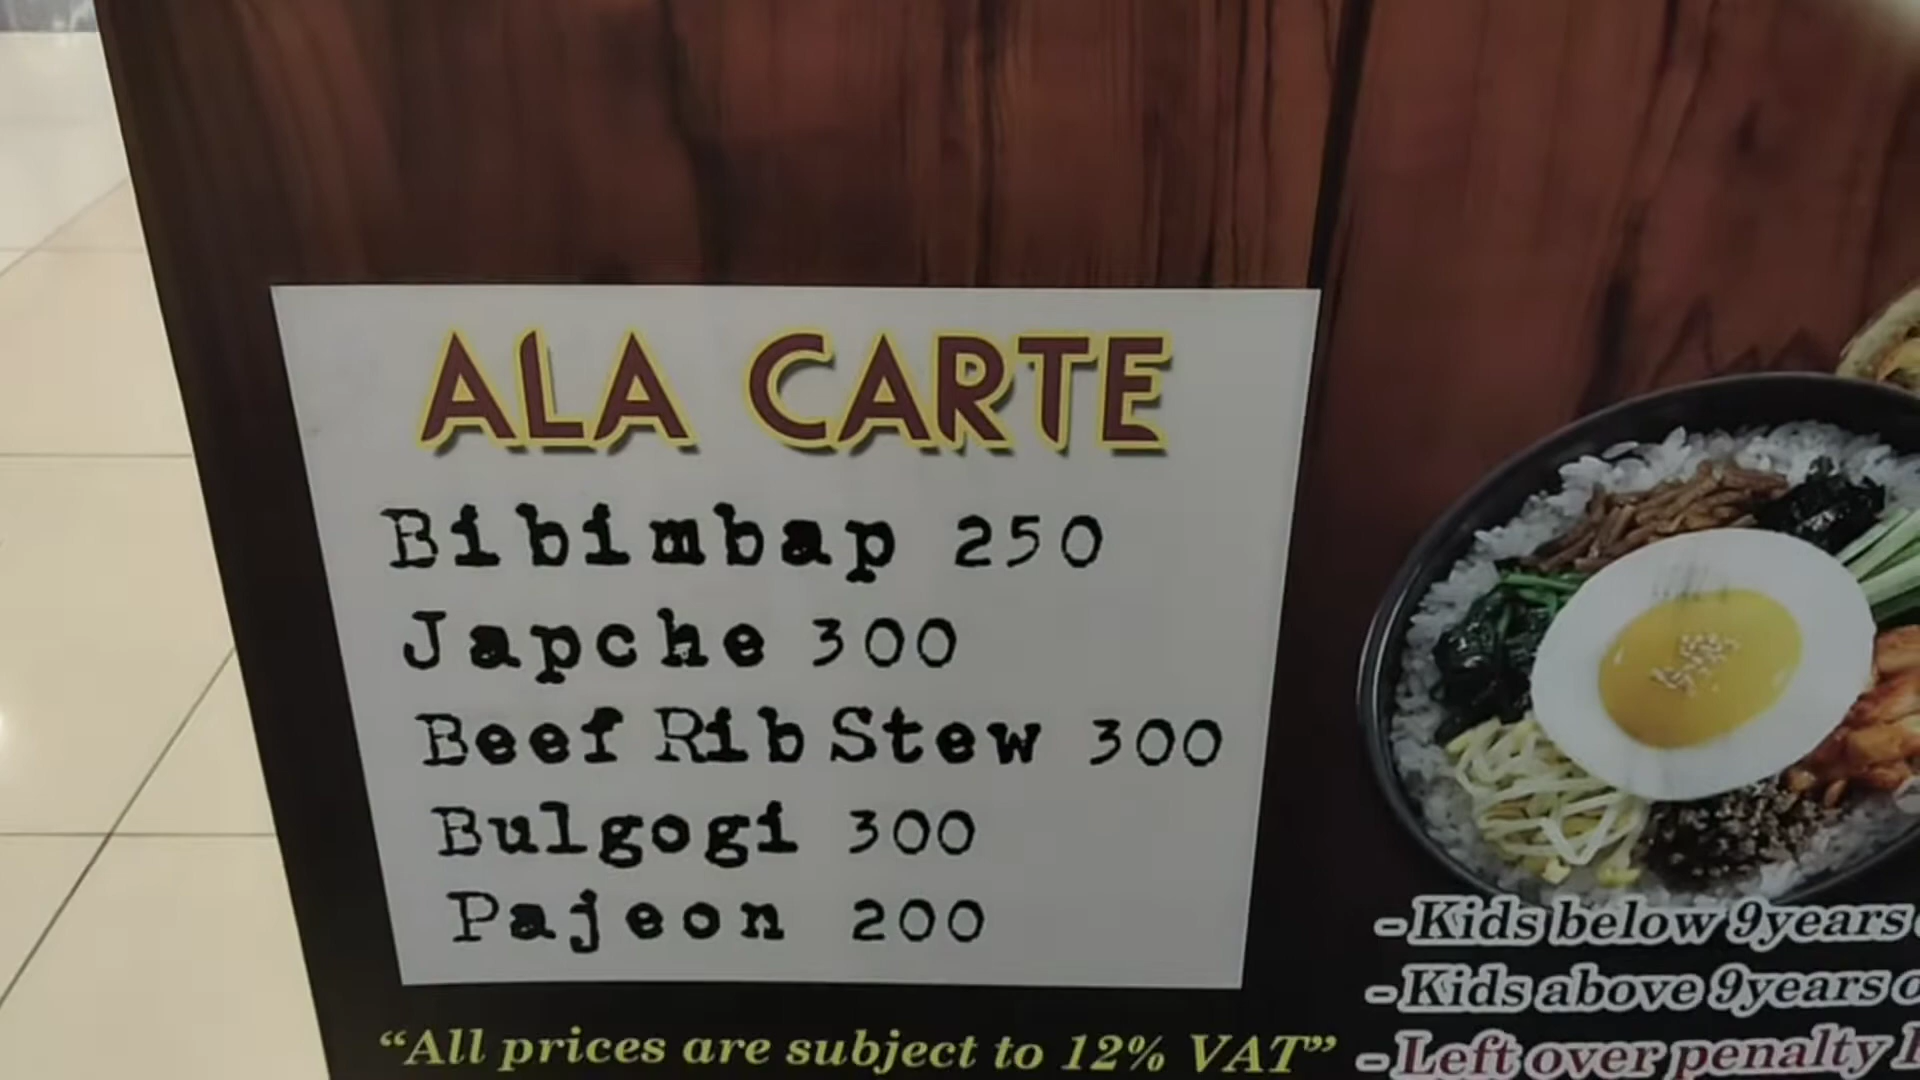 ALA CARTE
Bibimbap 250
Japche 300
Beef Rib Stew 300
Bulgogi 300
Pajeon 200
"All prices are subject to 12% VAT"
- Kids below 9years
- Kids above 9years
- Left over penalty